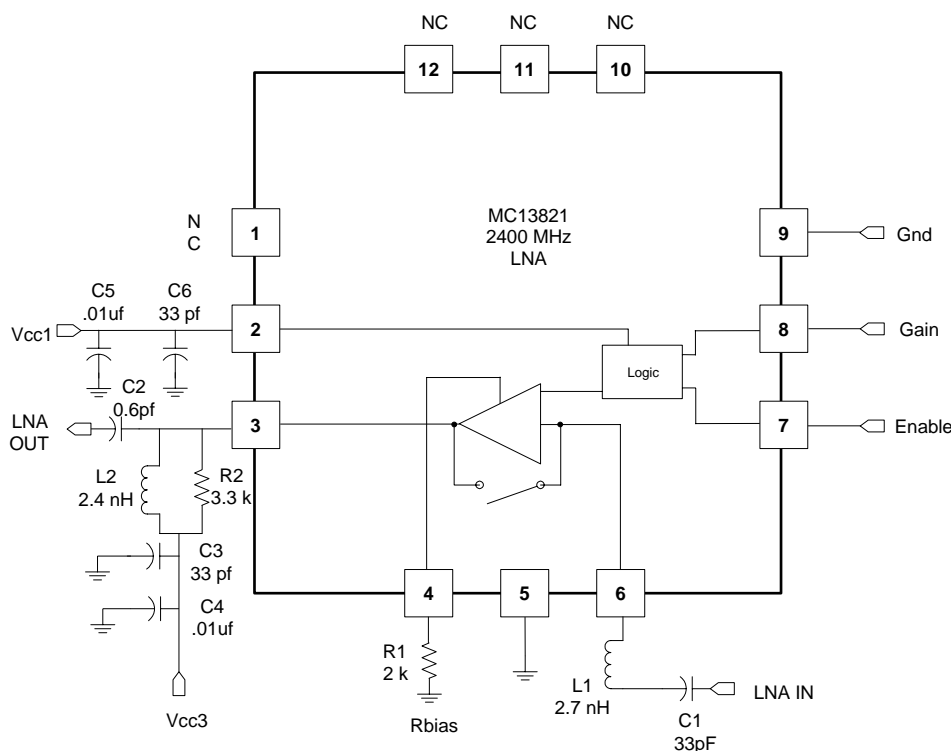 NC NC NC
12 11 10
N
C
1
MC13821
2400 MHz
LNA
9 Gnd
C5
.01uf
C6
33 pf
Vcc1
2
8 Gain
Logic
C2
0.6pf
LNA
OUT
3
7 Enable
L2
2.4 nH
R2
3.3 k
C3
33 pf
4 5 6
C4
.01uf
R1
2 k
Vcc3
Rbias
L1
2.7 nH
LNA IN
C1
33pF